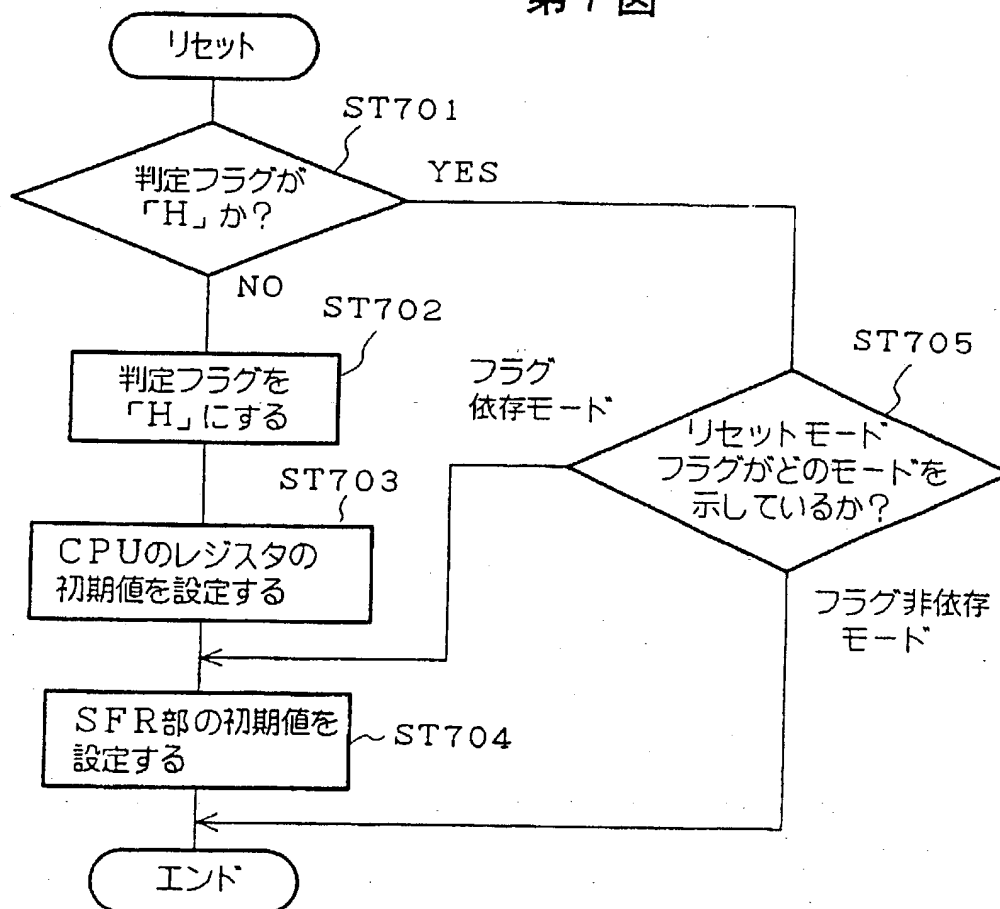 第7図
リセット
ST701
判定フラグが
「H」か?
YES
NO
ST702
判定フラグを
「H」にする
ST703
CPUのレジスタの
初期値を設定する
SFR部の初期値を
設定する
ST704
エンド
フラグ
依存モード
ST705
リセットモード
フラグがどのモードを
示しているか?
フラグ非依存
モード